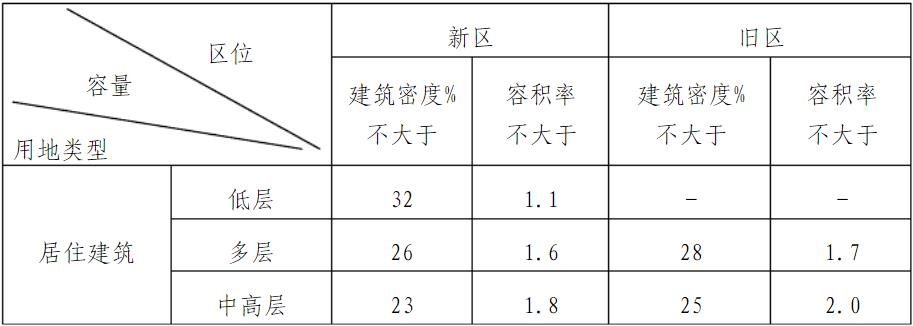 区位
容量
用地类型
新区
旧区
建筑密度%
不大于
容积率
不大于
建筑密度%
不大于
容积率
不大于
居住建筑
低层 32 1.1 – –
多层 26 1.6 28 1.7
中高层 23 1.8 25 2.0